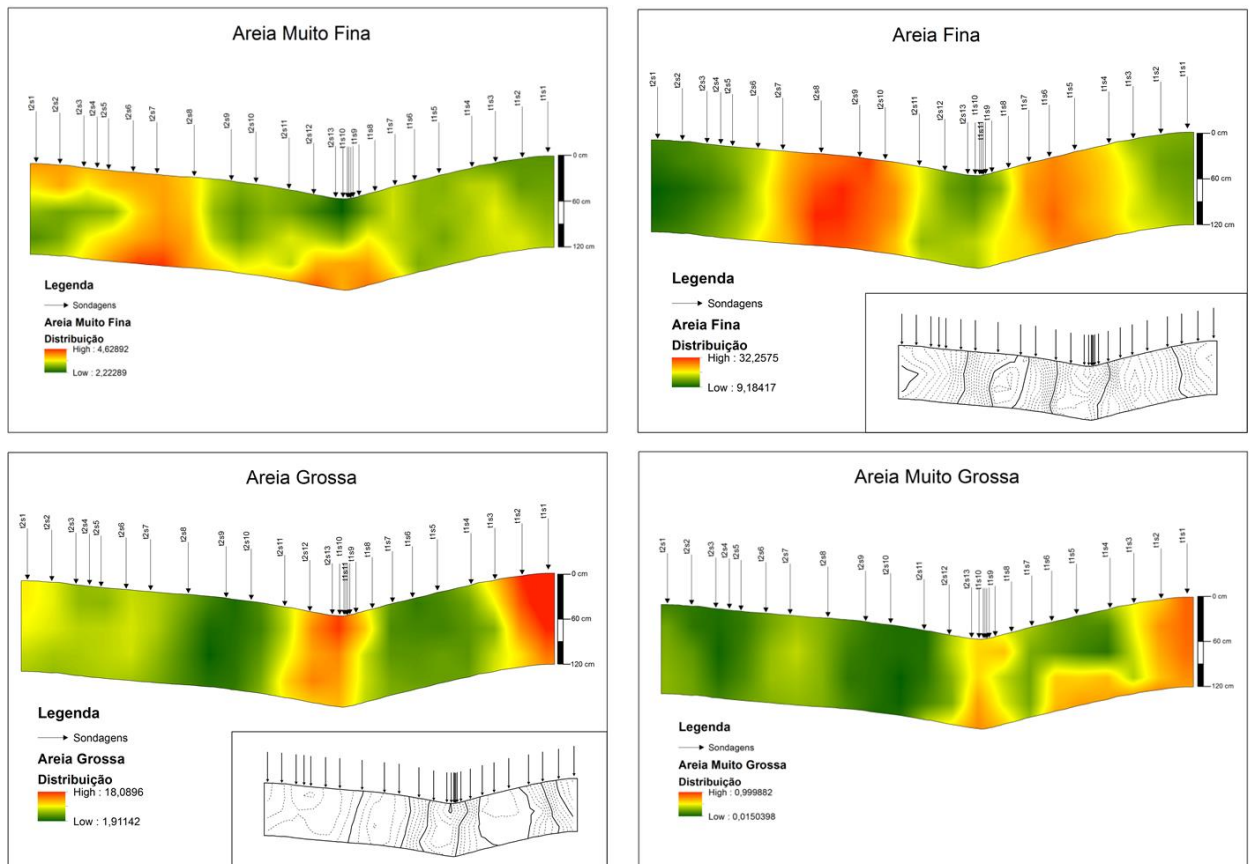 Areia Muito Fina
t2s1 t2s2 t2s3 t2s4 t2s5 t2s6 t2s7 t2s8 t2s9 t2s10 t2s11 t2s12 t2s13 t1s10 t1s9 t1s8 t1s7 t1s6 t1s5 t1s4 t1s3 t1s2 t1s1
0 cm
60 cm
120 cm
Legenda
Sondagens
Areia Muito Fina
Distribuição
High : 4,62892
Low : 2,22289
Areia Fina
t2s1 t2s2 t2s3 t2s4 t2s5 t2s6 t2s7 t2s8 t2s9 t2s10 t2s11 t2s12 t2s13 t1s10 t1s11 t1s9 t1s8 t1s7 t1s6 t1s5 t1s4 t1s3 t1s2 t1s1
0 cm
60 cm
120 cm
Legenda
Sondagens
Areia Fina
Distribuição
High : 32,2575
Low : 9,18417
Areia Grossa
t2s1 t2s2 t2s3 t2s4 t2s5 t2s6 t2s7 t2s8 t2s9 t2s10 t2s11 t2s12 t2s13 t1s10 t1s11 t1s9 t1s8 t1s7 t1s6 t1s5 t1s4 t1s3 t1s2 t1s1
0 cm
60 cm
120 cm
Legenda
Sondagens
Areia Grossa
Distribuição
High : 18,0896
Low : 1,91142
Areia Muito Grossa
t2s1 t2s2 t2s3 t2s4 t2s5 t2s6 t2s7 t2s8 t2s9 t2s10 t2s11 t2s12 t2s13 t1s10 t1s9 t1s8 t1s7 t1s6 t1s5 t1s4 t1s3 t1s2 t1s1
0 cm
60 cm
120 cm
Legenda
Sondagens
Areia Muito Grossa
Distribuição
High : 0,999882
Low : 0,0150398